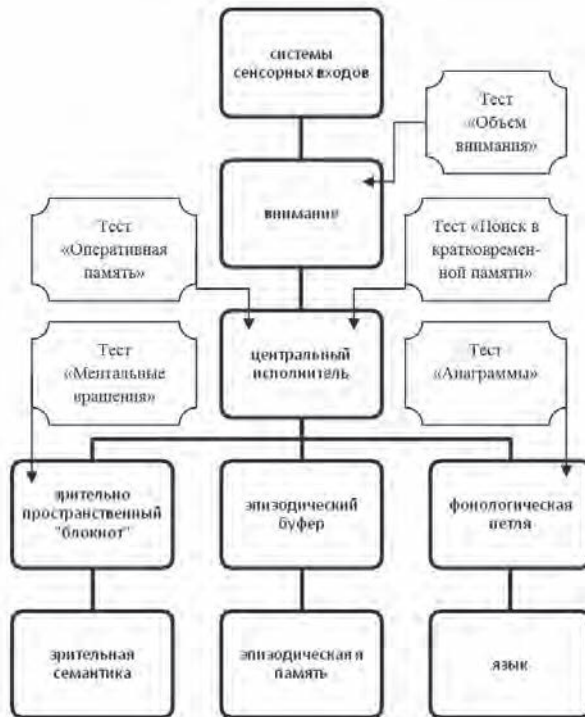 системы
сенсорных входов
Тест
«Объем
внимания»
внимание
Тест
«Оперативная
память»
Тест «Поиск в
кратковремен-
ной памяти»
центральный
исполнитель
Тест
«Ментальные
вращения»
Тест
«Анаграммы»
зрительно
пространственный
"блокнот"
эпизодический
буфер
фонологическая
петля
зрительная
семантика
эпизодическая я
память
язык